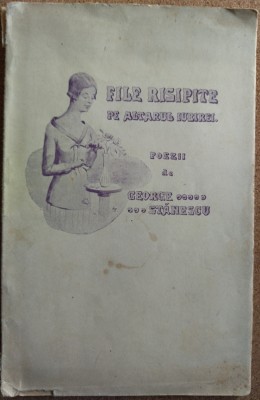 FILE RISIPITE
PE ALTARUL IUBIREI.
POEZII
de
GEORGE
STĂNESCU